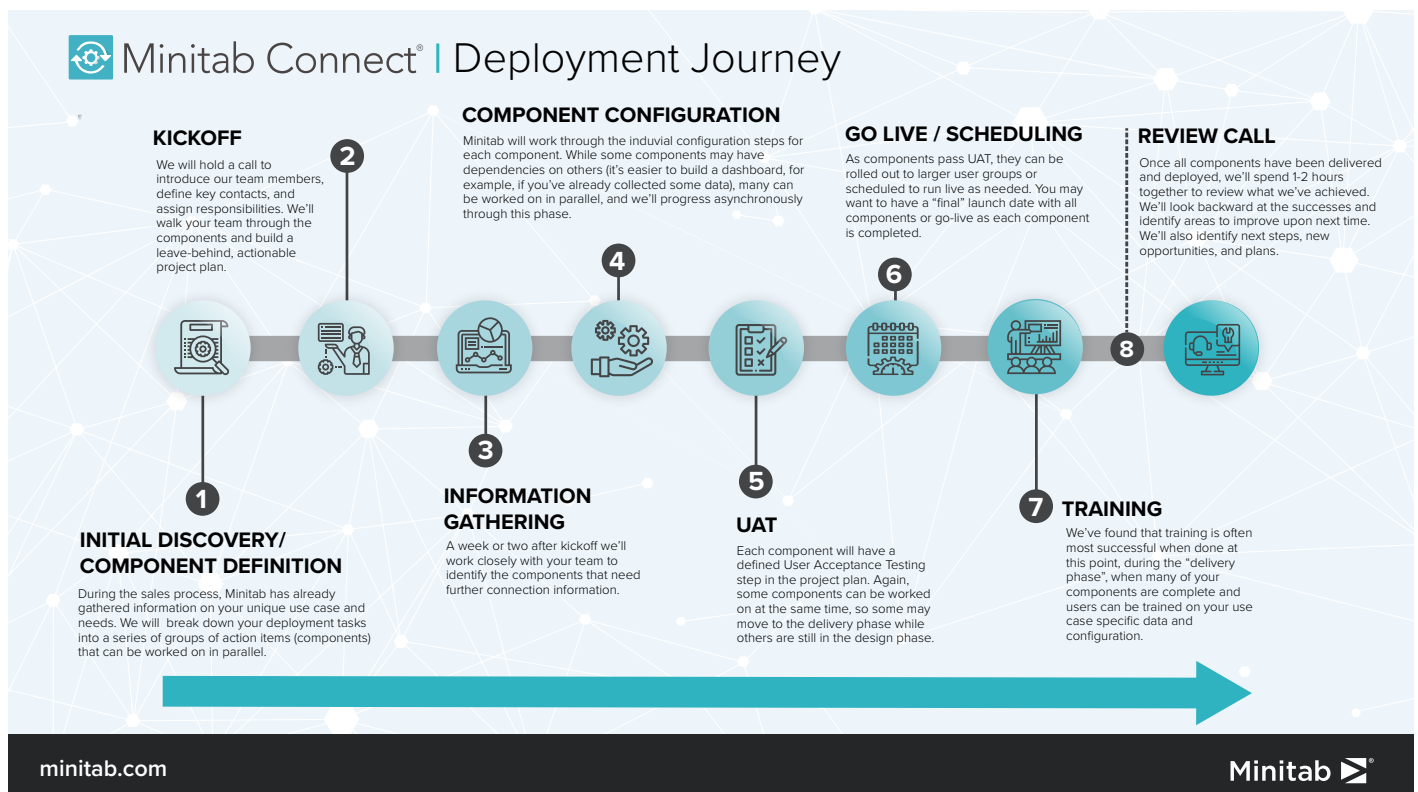 Minitab Connect® | Deployment Journey
1
INITIAL DISCOVERY/
COMPONENT DEFINITION
During the sales process, Minitab has already
gathered information on your unique use case and
needs. We will break down your deployment tasks
into a series of groups of action items (components)
that can be worked on in parallel.
2
KICKOFF
We will hold a call to
introduce our team members,
define key contacts, and
assign responsibilities. We'll
walk your team through the
components and build a
leave-behind, actionable
project plan.
3
INFORMATION
GATHERING
A week or two after kickoff we'll
work closely with your team to
identify the components that need
further connection information.
4
COMPONENT CONFIGURATION
Minitab will work through the induvial configuration steps for
each component. While some components may have
dependencies on others (it's easier to build a dashboard, for
example, if you've already collected some data), many can
be worked on in parallel, and we'll progress asynchronously
through this phase.
5
UAT
Each component will have a
defined User Acceptance Testing
step in the project plan. Again,
some components can be worked
on at the same time, so some may
move to the delivery phase while
others are still in the design phase.
6
GO LIVE / SCHEDULING
As components pass UAT, they can be
rolled out to larger user groups or
scheduled to run live as needed. You may
want to have a “final” launch date with all
components or go-live as each component
is completed.
7
TRAINING
We've found that training is often
most successful when done at
this point, during the “delivery
phase”, when many of your
components are complete and
users can be trained on your use
case specific data and
configuration.
8
REVIEW CALL
Once all components have been delivered
and deployed, we'll spend 1-2 hours
together to review what we've achieved.
We'll look backward at the successes and
identify areas to improve upon next time.
We'll also identify next steps, new
opportunities, and plans.
minitab.com
Minitab®